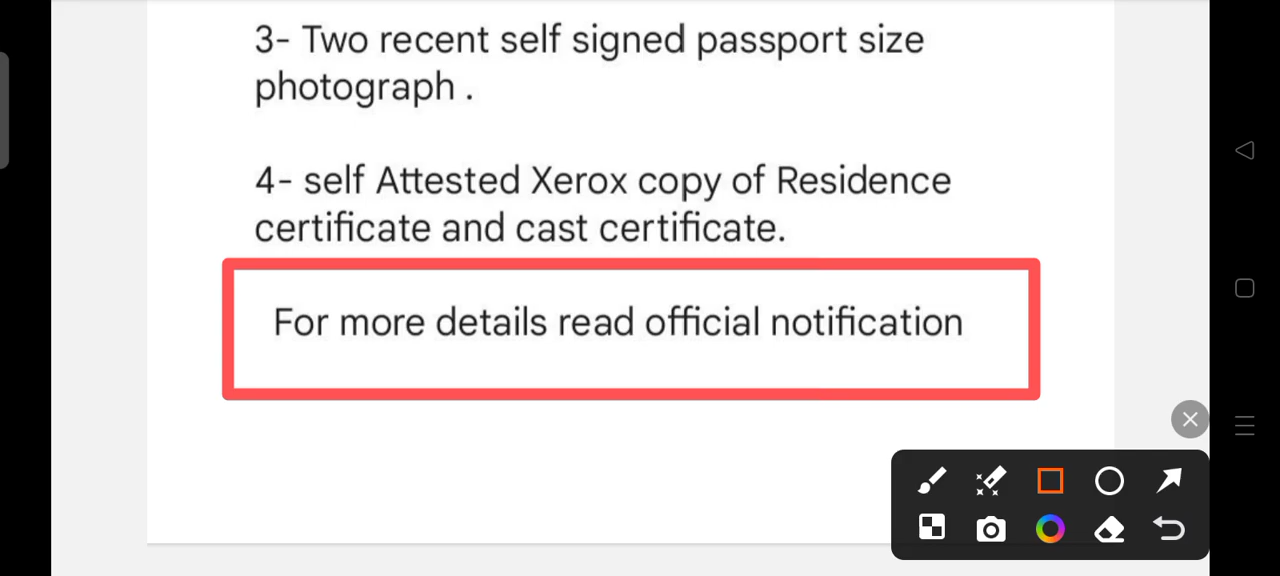 3- Two recent self signed passport size
photograph .
4- self Attested Xerox copy of Residence
certificate and cast certificate.
For more details read official notification